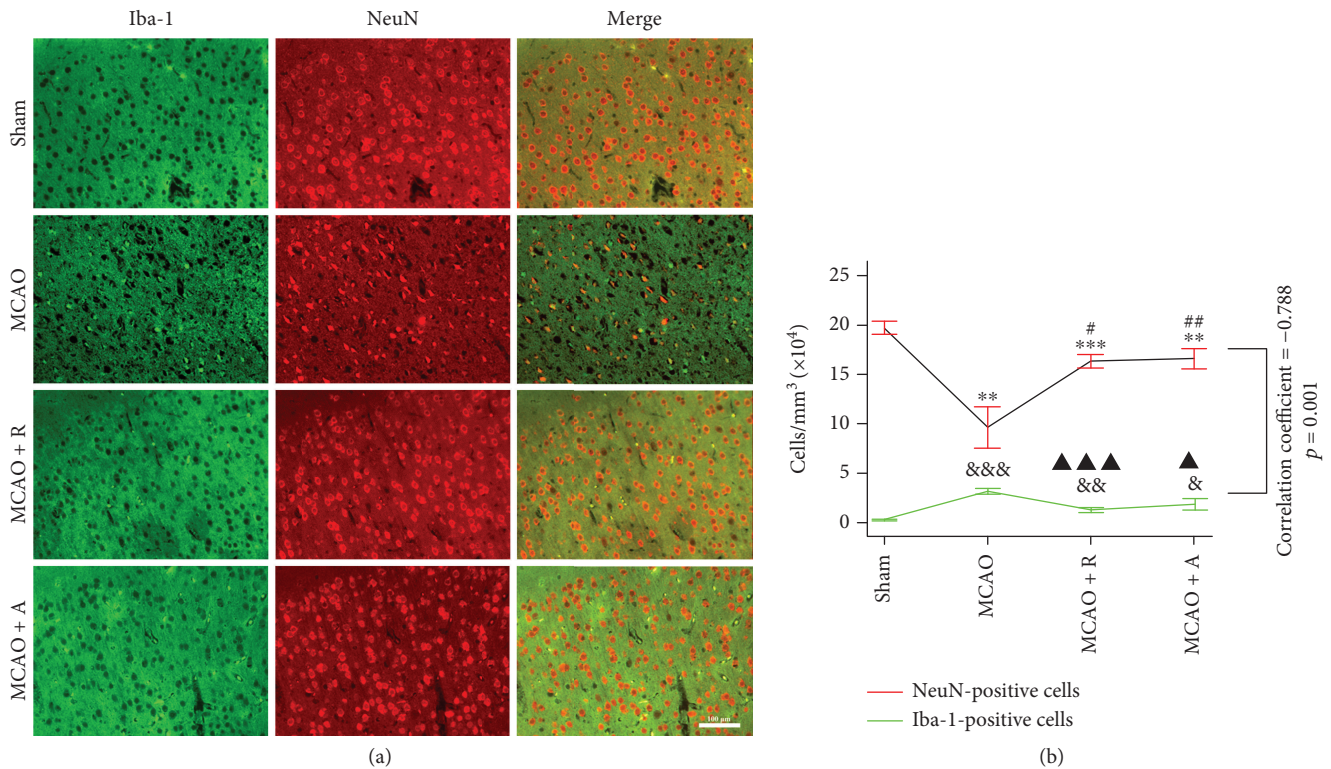 Iba-1 NeuN Merge
Sham
MCAO
MCAO + R
MCAO + A
100 μm
(a)
25
20
15
10
5
0
Cells/mm³ (×10⁴)
**
#
***
##
**
&&&
▲▲▲
&&
▲
&
Sham
MCAO
MCAO + R
MCAO + A
Correlation coefficient = −0.788
p = 0.001
NeuN-positive cells
Iba-1-positive cells
(b)